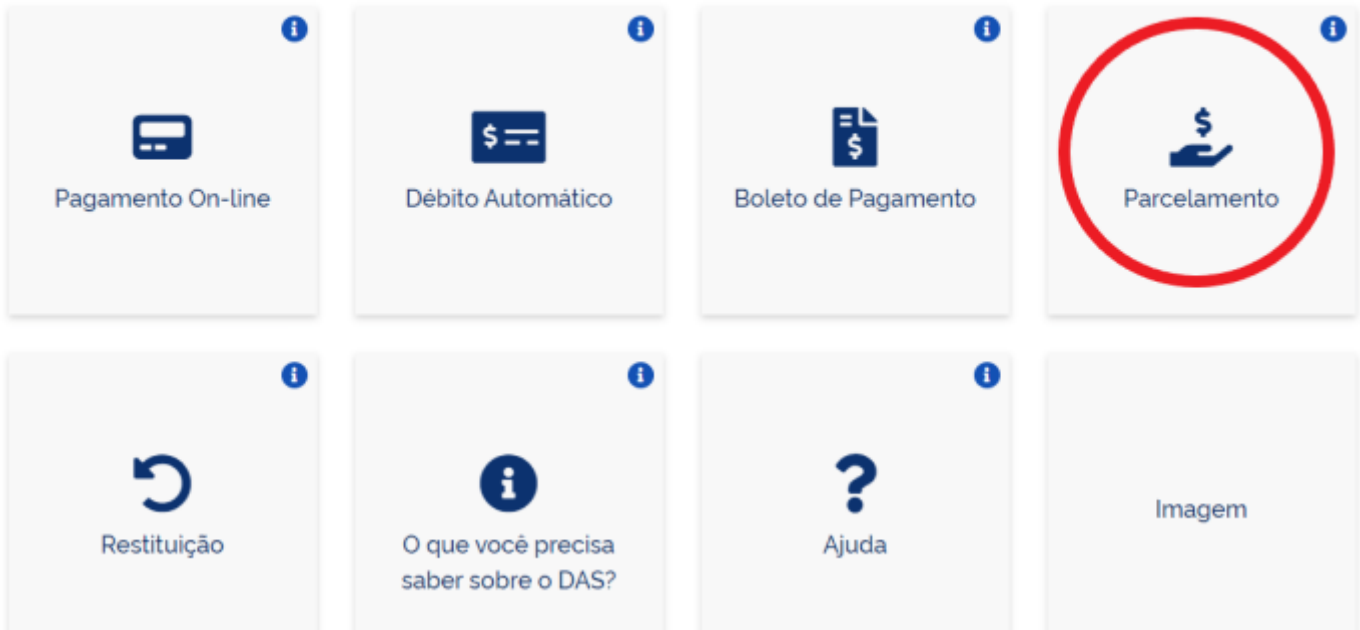 Pagamento On-line
Débito Automático
Boleto de Pagamento
Parcelamento
Restituição
O que você precisa
saber sobre o DAS?
Ajuda
Imagem